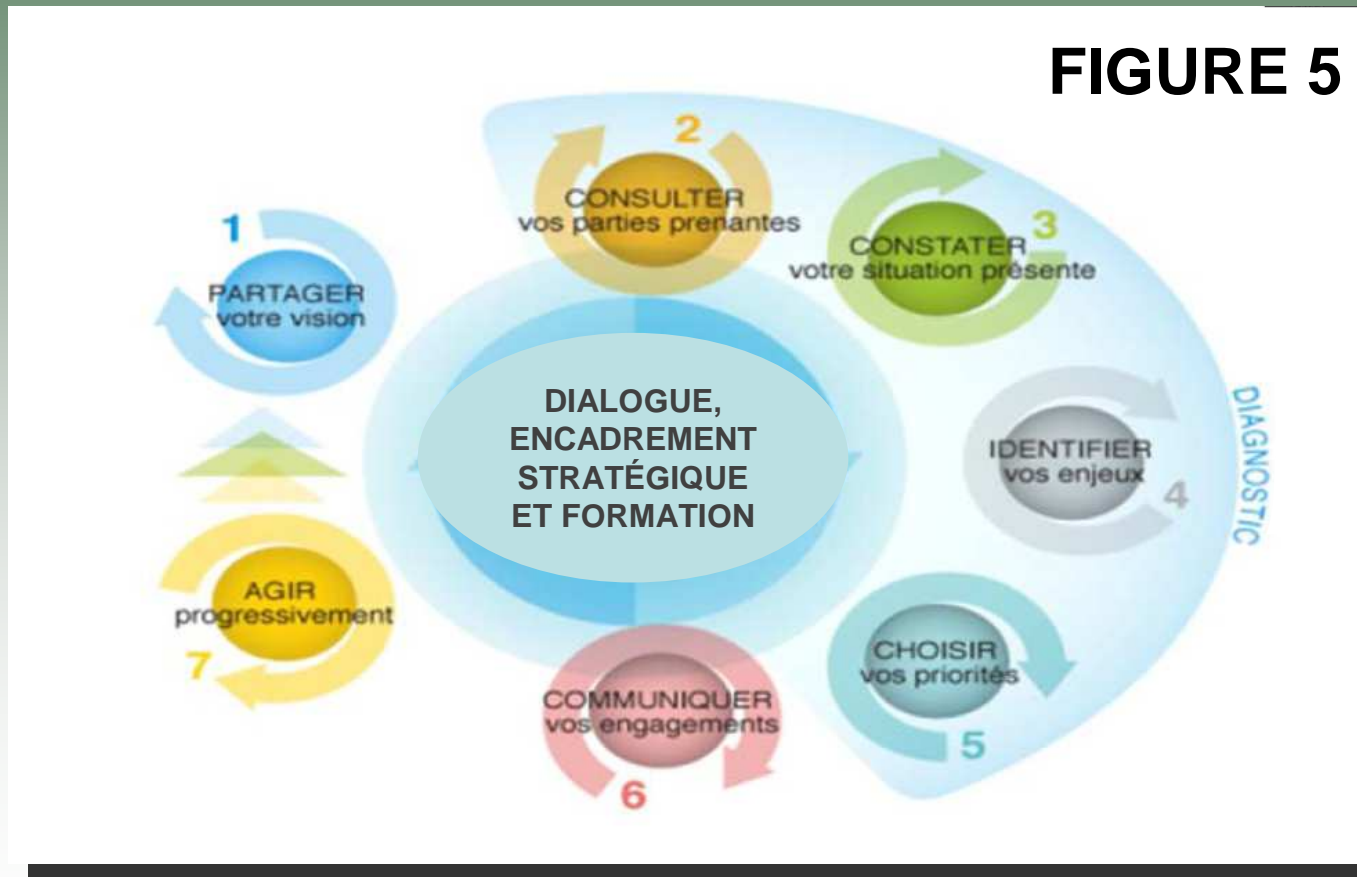 FIGURE 5
1
PARTAGER
votre vision
2
CONSULTER
vos parties prenantes
3
CONSTATER
votre situation présente
IDENTIFIER
vos enjeux
4
DIAGNOSTIC
CHOISIR
vos priorités
5
COMMUNIQUER
vos engagements
6
AGIR
progressivement
7
DIALOGUE,
ENCADREMENT
STRATÉGIQUE
ET FORMATION